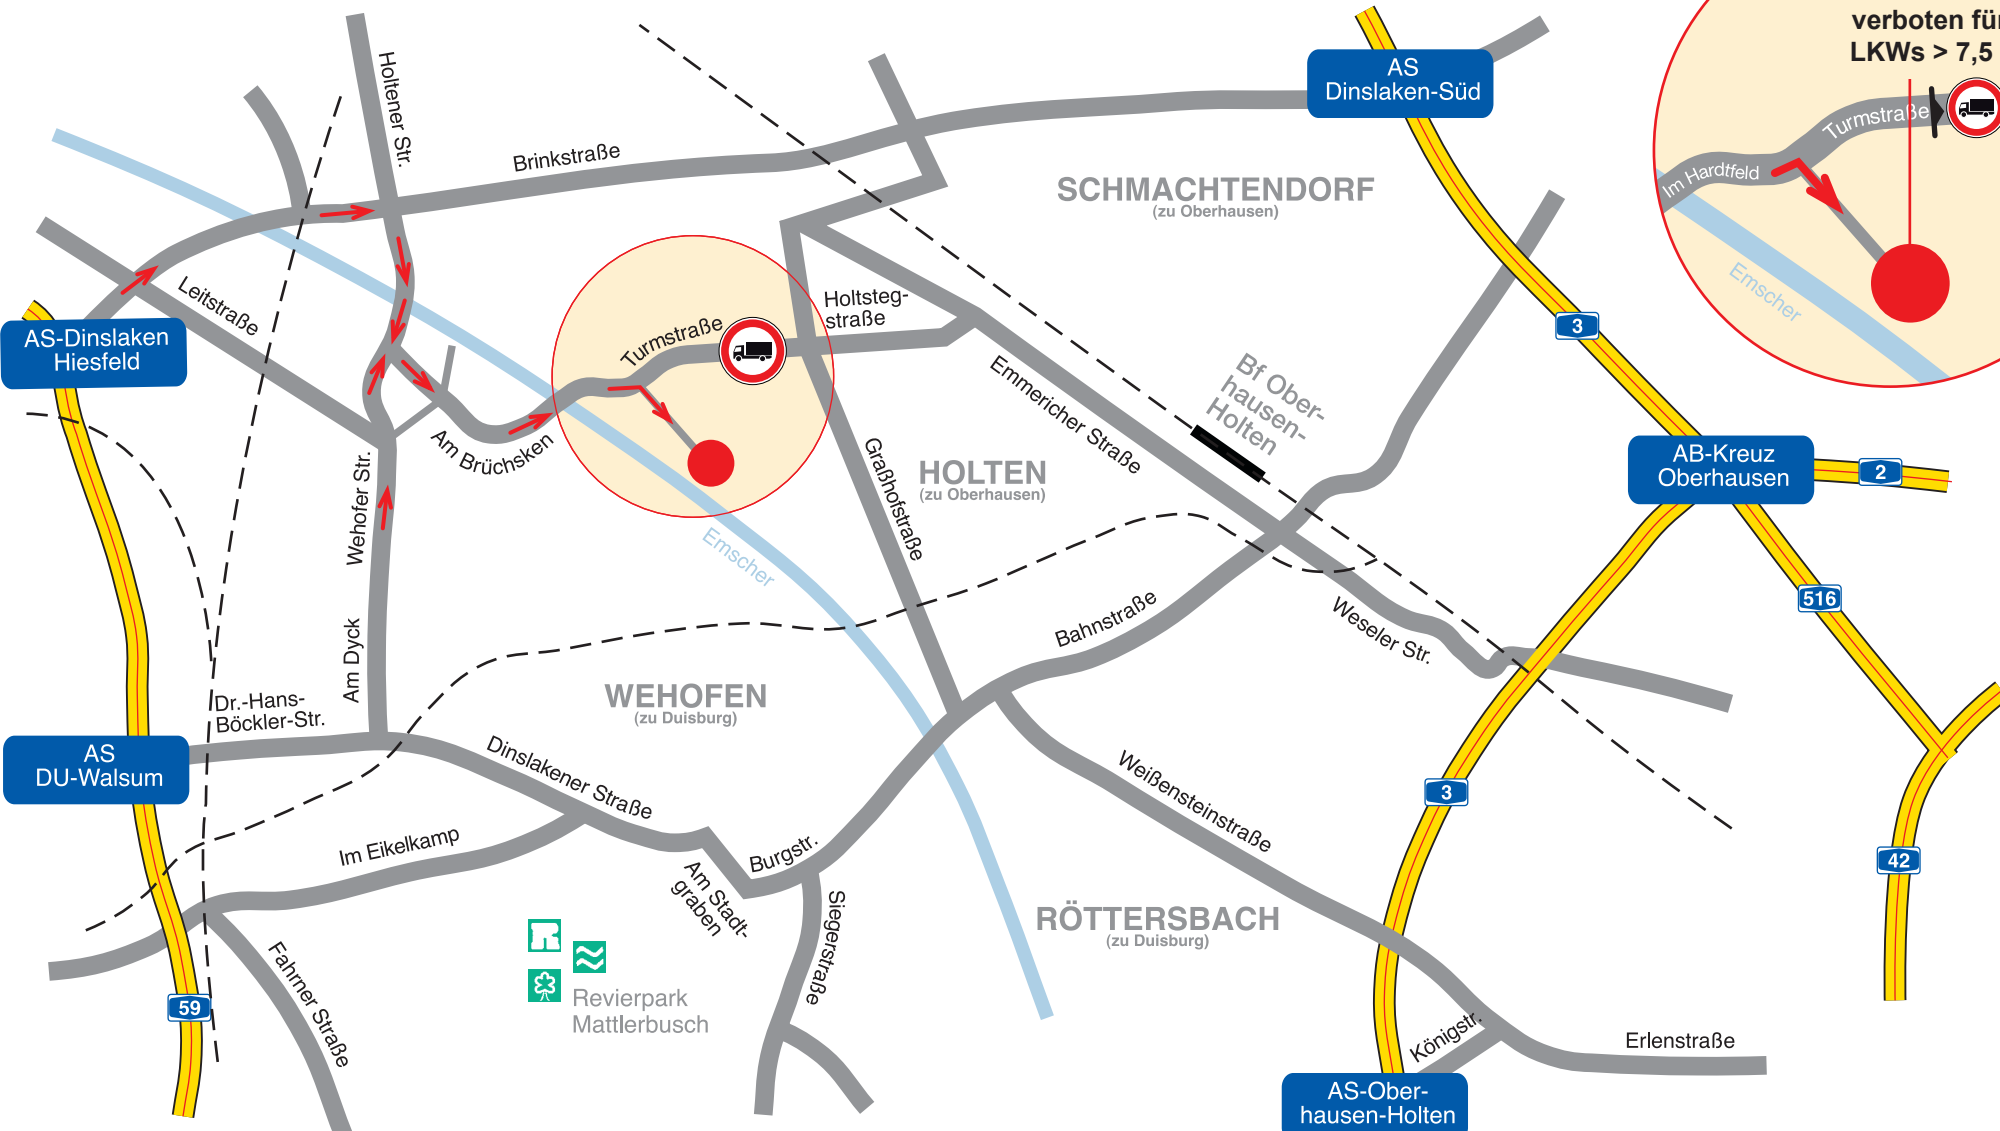 verboten für
LKWs > 7,5
AS
Dinslaken-Süd
Holtener Str.
Brinkstraße
Turmstraße
Im Hardtfeld
SCHMACHTENDORF
(zu Oberhausen)
Emscher
Leitstraße
Holtsteg-
straße
AS-Dinslaken
Hiesfeld
Turmstraße
3
Emmericher Straße
Bf Ober-
hausen-
Holten
Am Brüchsken
Graßhofstraße
HOLTEN
(zu Oberhausen)
AB-Kreuz
Oberhausen
2
Wehofer Str.
Emscher
516
Bahnstraße
Weseler Str.
Am Dyck
WEHOFEN
(zu Duisburg)
Dr.-Hans-
Böckler-Str.
AS
DU-Walsum
Dinslakener Straße
Weißensteinstraße
3
Im Eikelkamp
Burgstr.
Am Stadt-
graben
42
Siegerstraße
RÖTTERSBACH
(zu Duisburg)
Fahrner Straße
Revierpark
Mattlerbusch
59
Königstr.
Erlenstraße
AS-Ober-
hausen-Holten